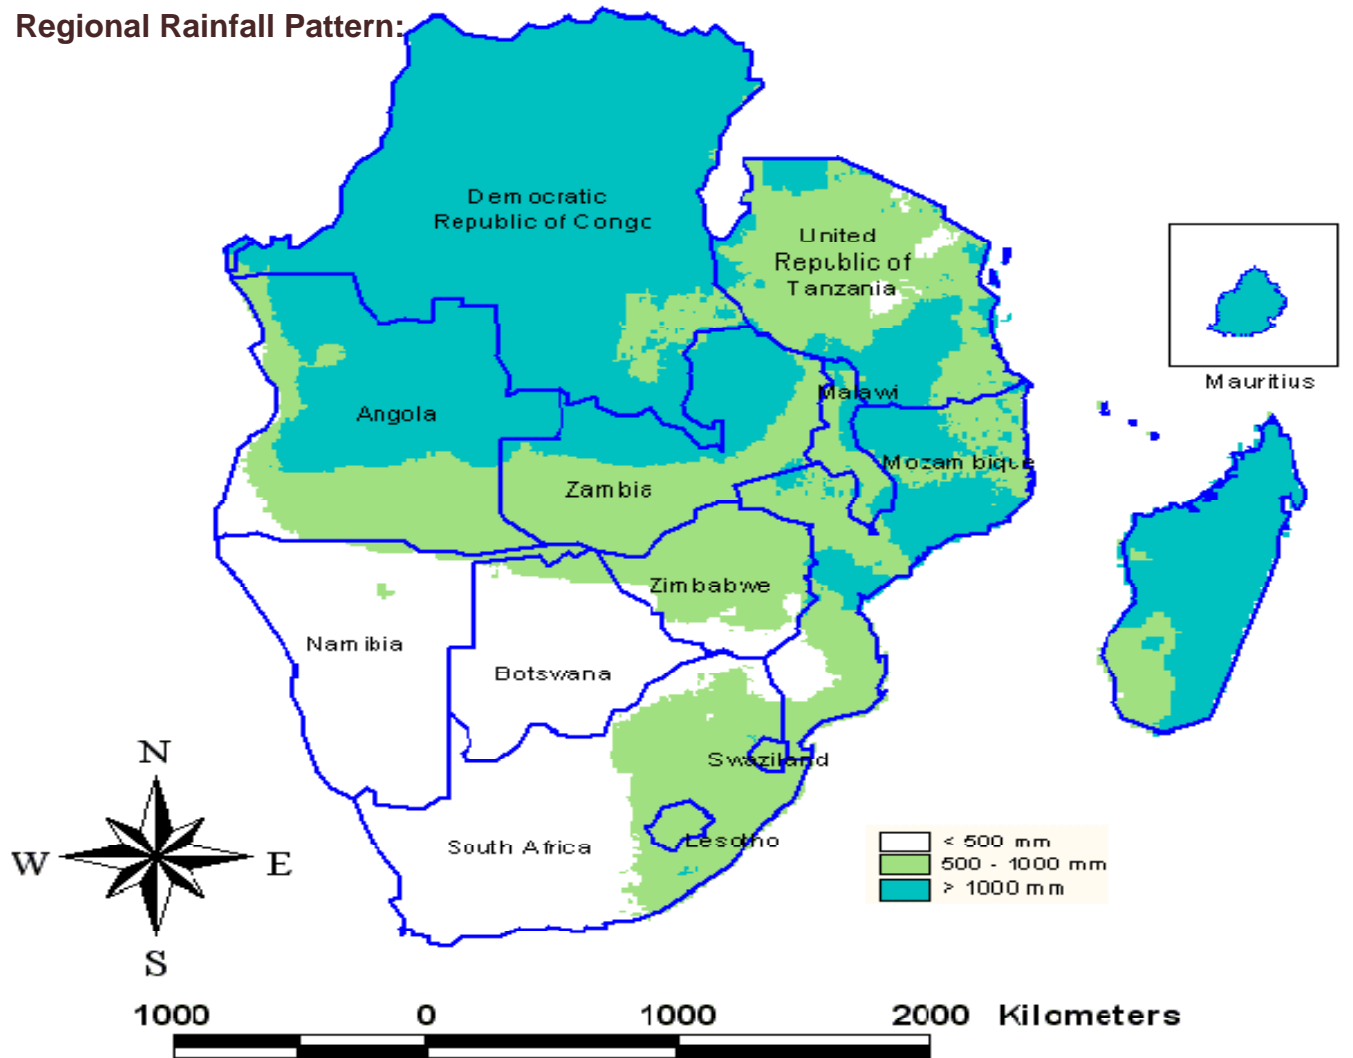 Regional Rainfall Pattern:
Democratic
Republic of Congo
United
Republic of
Tanzania
Mauritius
Malawi
Angola
Mozambique
Zambia
Zimbabwe
Namibia
Botswana
Swaziland
South Africa
Lesotho
N
W
E
S
< 500 mm
500 - 1000 mm
> 1000 mm
1000 0 1000 2000 Kilometers